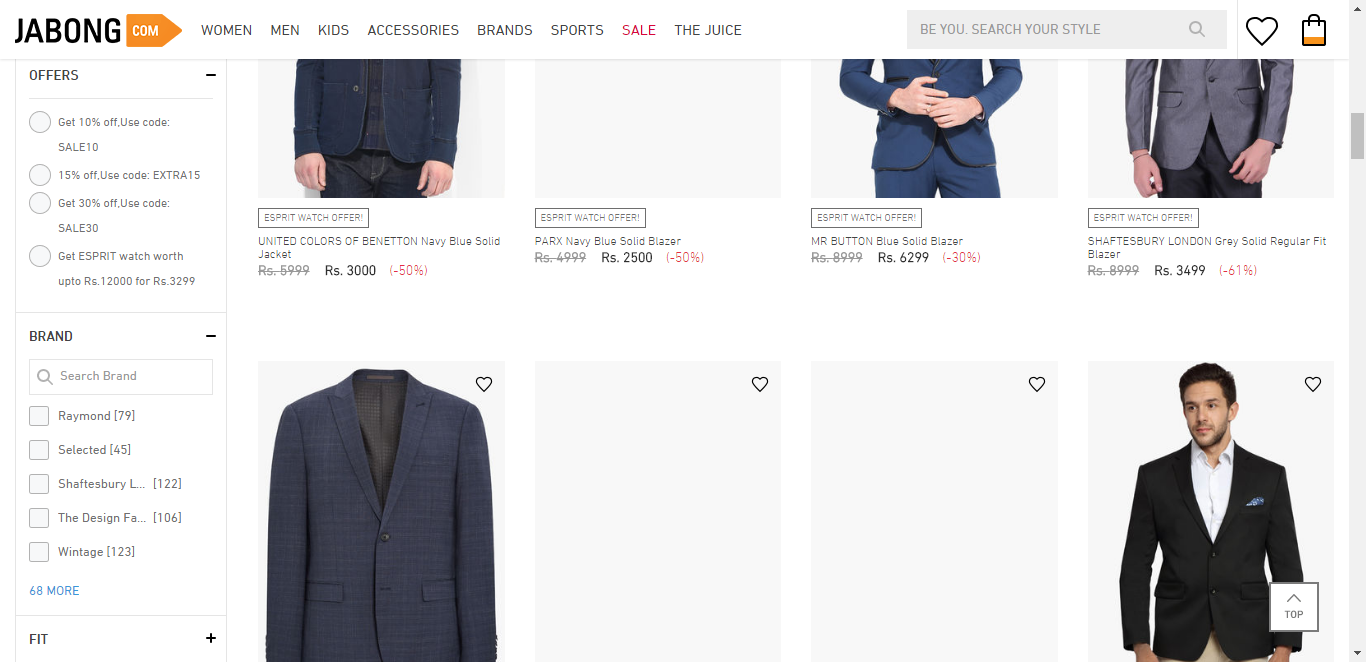 JABONG COM
WOMEN MEN KIDS ACCESSORIES BRANDS SPORTS SALE THE JUICE
BE YOU. SEARCH YOUR STYLE
OFFERS
Get 10% off,Use code:
SALE10
15% off,Use code: EXTRA15
Get 30% off,Use code:
SALE30
Get ESPRIT watch worth
upto Rs.12000 for Rs.3299
BRAND
Search Brand
Raymond [79]
Selected [45]
Shaftesbury L... [122]
The Design Fa... [106]
Wintage [123]
68 MORE
FIT
ESPRIT WATCH OFFER!
UNITED COLORS OF BENETTON Navy Blue Solid
Jacket
Rs. 5999 Rs. 3000 (-50%)
ESPRIT WATCH OFFER!
PARX Navy Blue Solid Blazer
Rs. 4999 Rs. 2500 (-50%)
ESPRIT WATCH OFFER!
MR BUTTON Blue Solid Blazer
Rs. 8999 Rs. 6299 (-30%)
ESPRIT WATCH OFFER!
SHAFTESBURY LONDON Grey Solid Regular Fit
Blazer
Rs. 8999 Rs. 3499 (-61%)
TOP